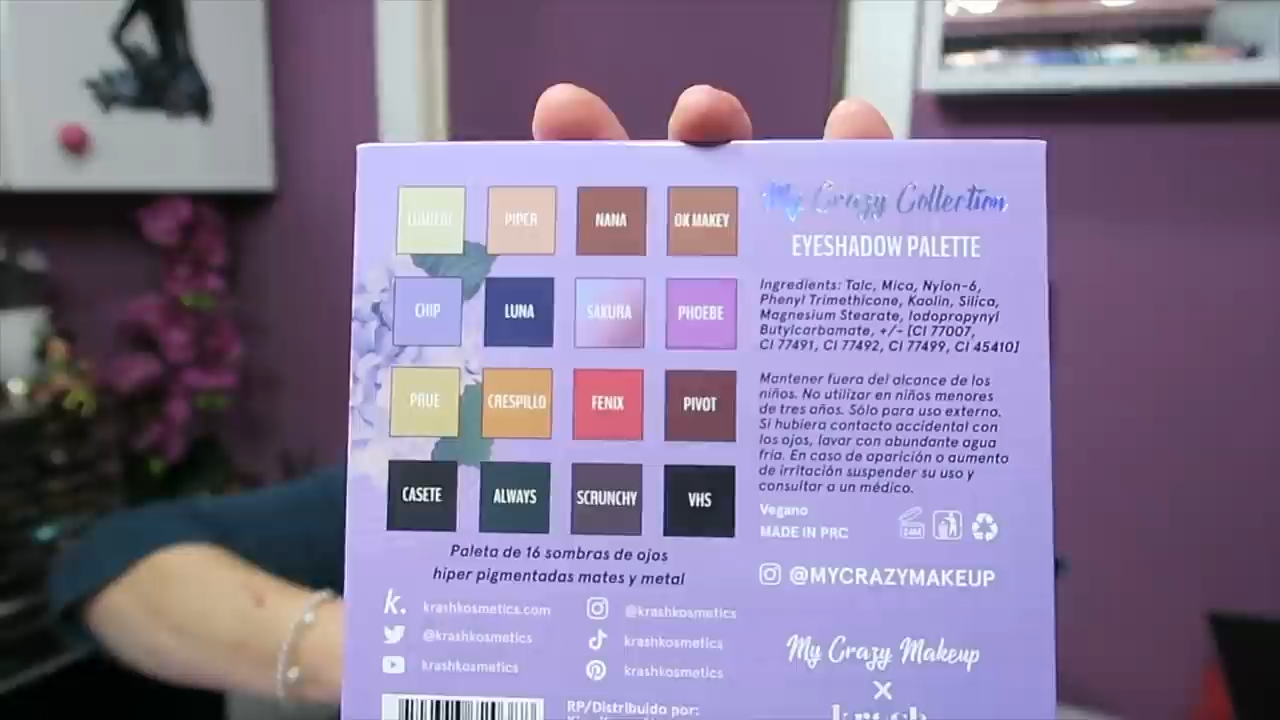 LUMIERE PIPER NANA OK MAKEY
CHIP LUNA SAKURA PHOEBE
PRUE CRESPILLO FENIX PIVOT
CASETE ALWAYS SCRUNCHY VHS
Paleta de 16 sombras de ojos
hiper pigmentadas mates y metal
k. krashkosmetics.com
@krashkosmetics
@krashkosmetics
krashkosmetics
krashkosmetics
krashkosmetics
RP/Distribuido por:
My Crazy Collection
EYESHADOW PALETTE
Ingredients: Talc, Mica, Nylon-6,
Phenyl Trimethicone, Kaolin, Silica,
Magnesium Stearate, Iodopropynyl
Butylcarbamate, +/- [CI 77007,
CI 77491, CI 77492, CI 77499, CI 45410]
Mantener fuera del alcance de los
niños. No utilizar en niños menores
de tres años. Sólo para uso externo.
Si hubiera contacto accidental con
los ojos, lavar con abundante agua
fría. En caso de aparición o aumento
de irritación suspender su uso y
consultar a un médico.
Vegano
MADE IN PRC
24M
@MYCRAZYMAKEUP
My Crazy Makeup
X
krash